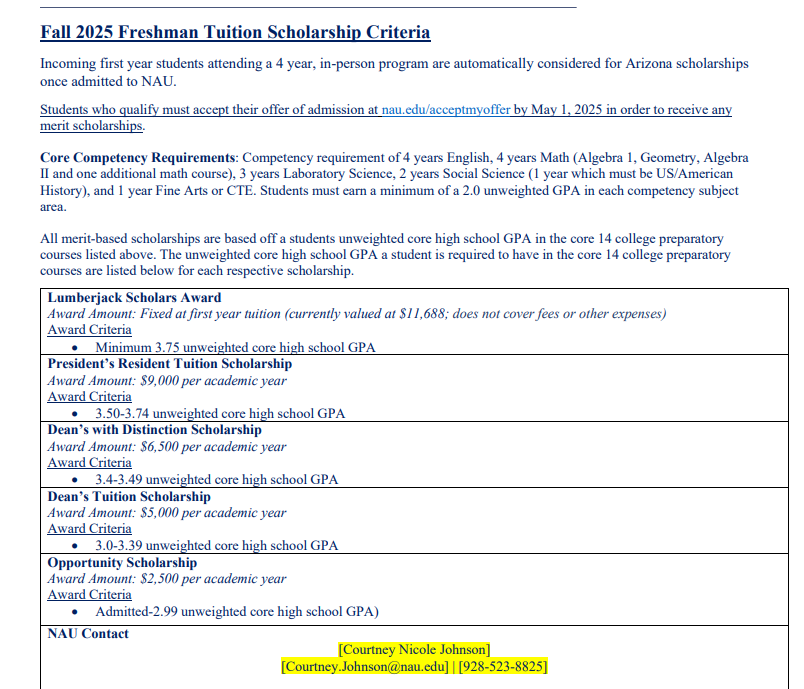 Fall 2025 Freshman Tuition Scholarship Criteria
Incoming first year students attending a 4 year, in-person program are automatically considered for Arizona scholarships
once admitted to NAU.
Students who qualify must accept their offer of admission at nau.edu/acceptmyoffer by May 1, 2025 in order to receive any
merit scholarships.
Core Competency Requirements: Competency requirement of 4 years English, 4 years Math (Algebra 1, Geometry, Algebra
II and one additional math course), 3 years Laboratory Science, 2 years Social Science (1 year which must be US/American
History), and 1 year Fine Arts or CTE. Students must earn a minimum of a 2.0 unweighted GPA in each competency subject
area.
All merit-based scholarships are based off a students unweighted core high school GPA in the core 14 college preparatory
courses listed above. The unweighted core high school GPA a student is required to have in the core 14 college preparatory
courses are listed below for each respective scholarship.
Lumberjack Scholars Award
Award Amount: Fixed at first year tuition (currently valued at $11,688; does not cover fees or other expenses)
Award Criteria
• Minimum 3.75 unweighted core high school GPA
President's Resident Tuition Scholarship
Award Amount: $9,000 per academic year
Award Criteria
• 3.50-3.74 unweighted core high school GPA
Dean's with Distinction Scholarship
Award Amount: $6,500 per academic year
Award Criteria
• 3.4-3.49 unweighted core high school GPA
Dean's Tuition Scholarship
Award Amount: $5,000 per academic year
Award Criteria
• 3.0-3.39 unweighted core high school GPA
Opportunity Scholarship
Award Amount: $2,500 per academic year
Award Criteria
• Admitted-2.99 unweighted core high school GPA)
NAU Contact
[Courtney Nicole Johnson]
[Courtney.Johnson@nau.edu] | [928-523-8825]